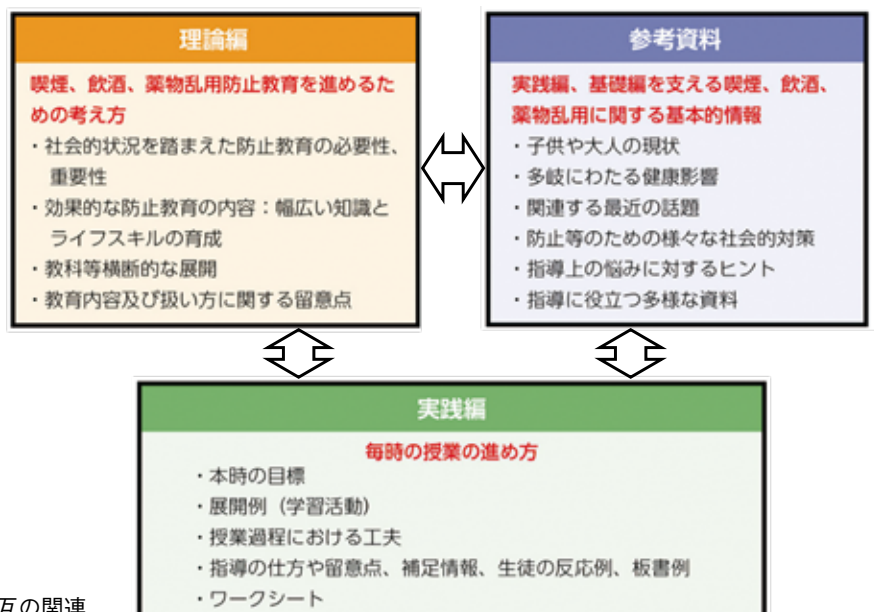 理論編
喫煙、飲酒、薬物乱用防止教育を進めるた
めの考え方
・社会的状況を踏まえた防止教育の必要性、
重要性
・効果的な防止教育の内容：幅広い知識と
ライフスキルの育成
・教科等横断的な展開
・教育内容及び扱い方に関する留意点
参考資料
実践編、基礎編を支える喫煙、飲酒、
薬物乱用に関する基本的情報
・子供や大人の現状
・多岐にわたる健康影響
・関連する最近の話題
・防止等のための様々な社会的対策
・指導上の悩みに対するヒント
・指導に役立つ多様な資料
実践編
毎時の授業の進め方
・本時の目標
・展開例（学習活動）
・授業過程における工夫
・指導の仕方や留意点、補足情報、生徒の反応例、板書例
・ワークシート
互の関連